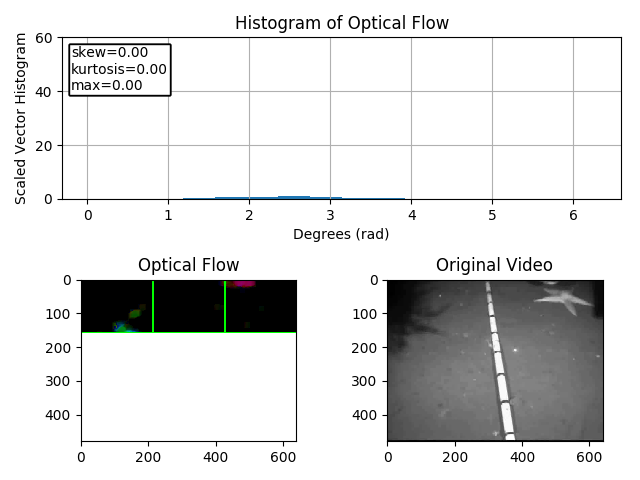 Histogram of Optical Flow
Scaled Vector Histogram
60
40
20
0
skew=0.00
kurtosis=0.00
max=0.00
0 1 2 3 4 5 6
Degrees (rad)
Optical Flow
0
100
200
300
400
0 200 400 600
Original Video
0
100
200
300
400
0 200 400 600